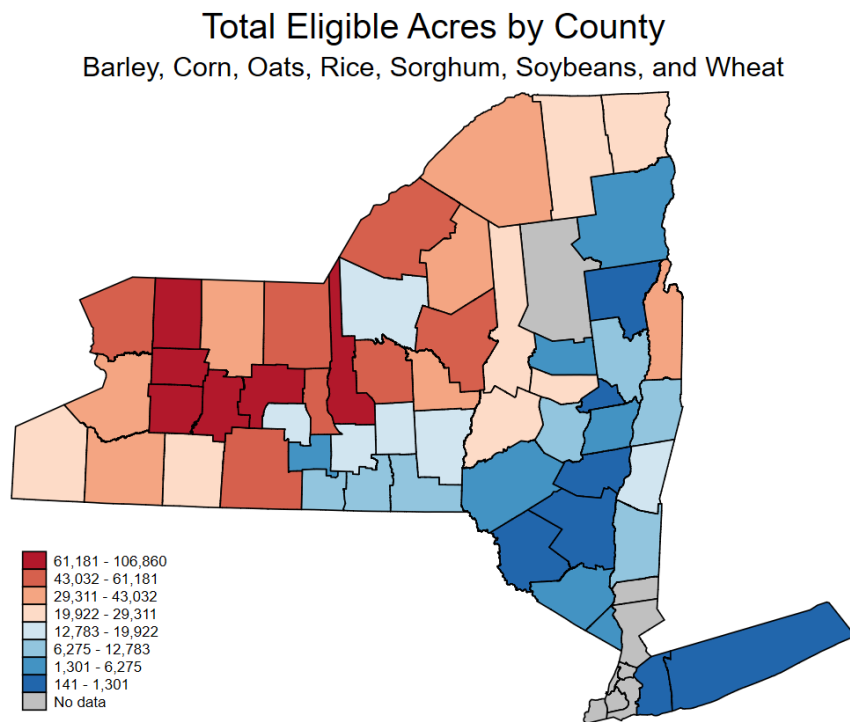 Total Eligible Acres by County
Barley, Corn, Oats, Rice, Sorghum, Soybeans, and Wheat
61,181 - 106,860
43,032 - 61,181
29,311 - 43,032
19,922 - 29,311
12,783 - 19,922
6,275 - 12,783
1,301 - 6,275
141 - 1,301
No data